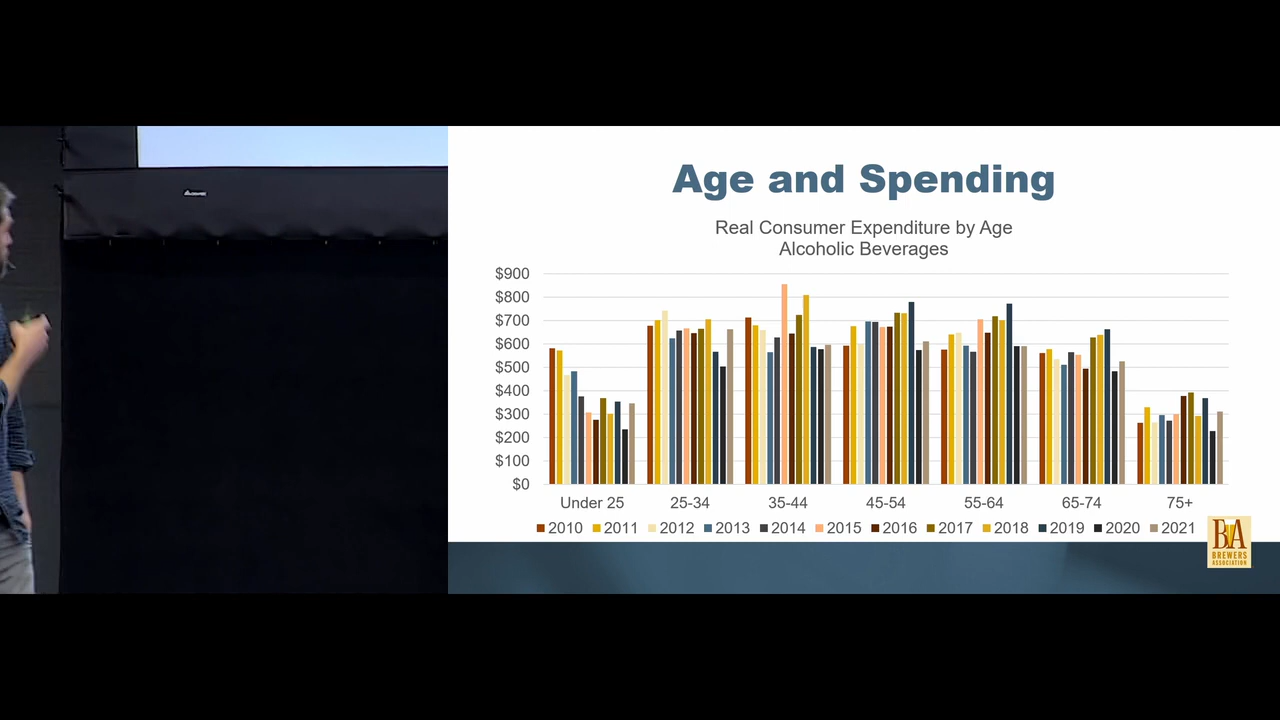 Age and Spending
Real Consumer Expenditure by Age
Alcoholic Beverages
$900
$800
$700
$600
$500
$400
$300
$200
$100
$0
Under 25 25-34 35-44 45-54 55-64 65-74 75+
2010 2011 2012 2013 2014 2015 2016 2017 2018 2019 2020 2021
BA
BREWERS
ASSOCIATION